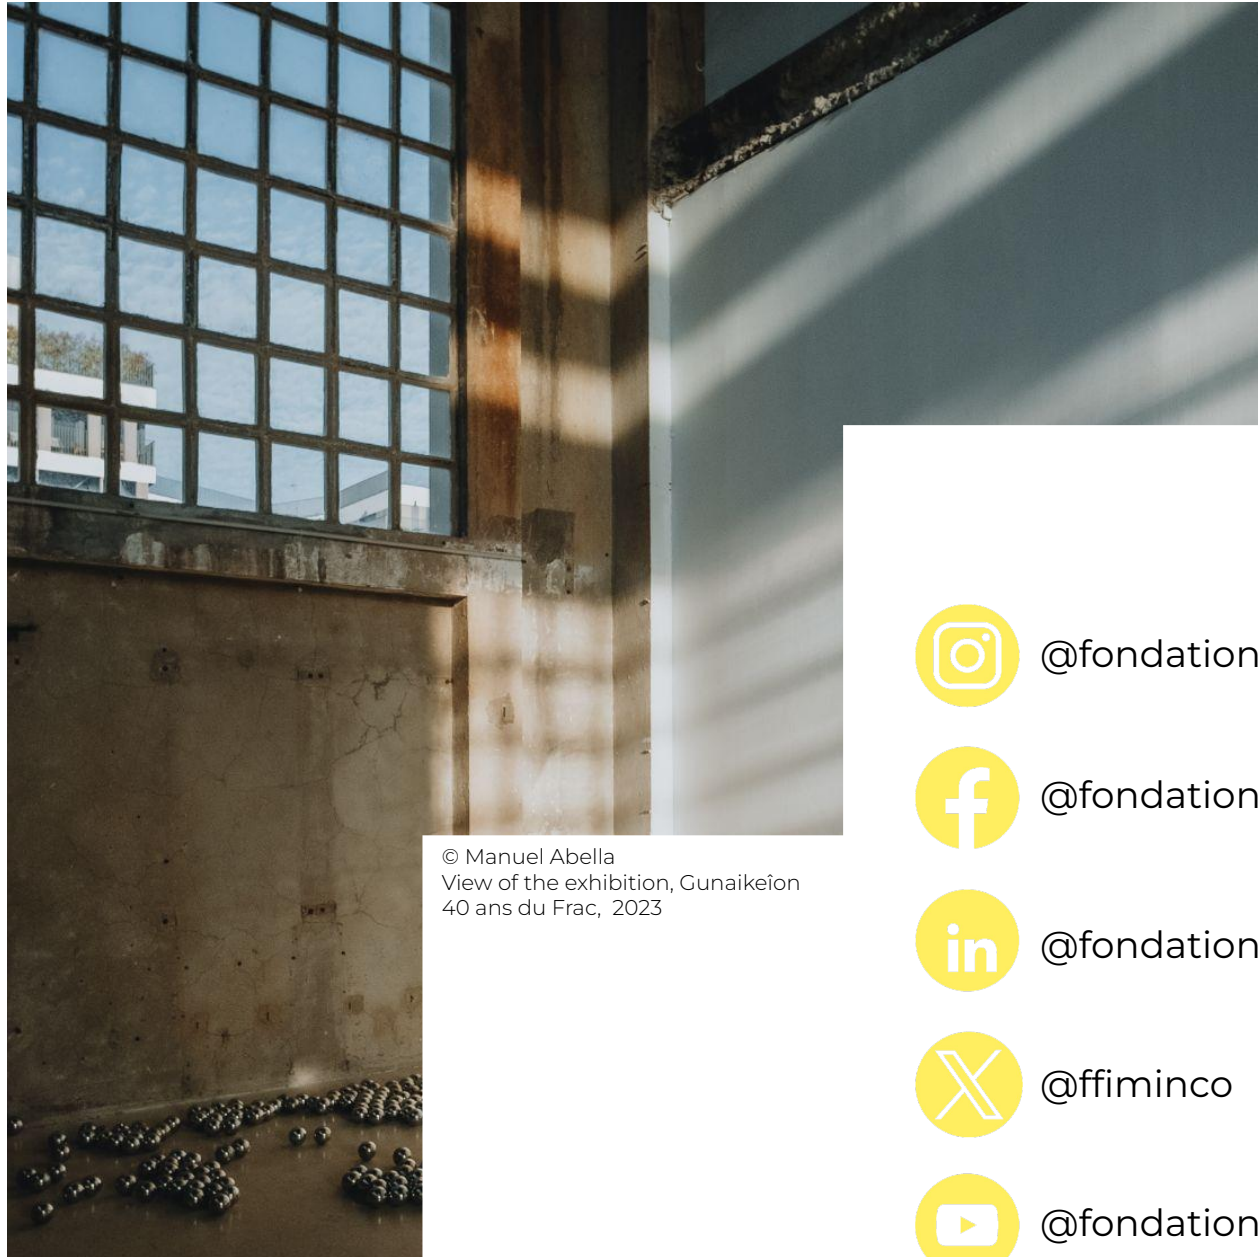 © Manuel Abella
View of the exhibition, Gunaikeîon
40 ans du Frac, 2023
@fondation
@fondation
@fondation
@ffiminco
@fondation